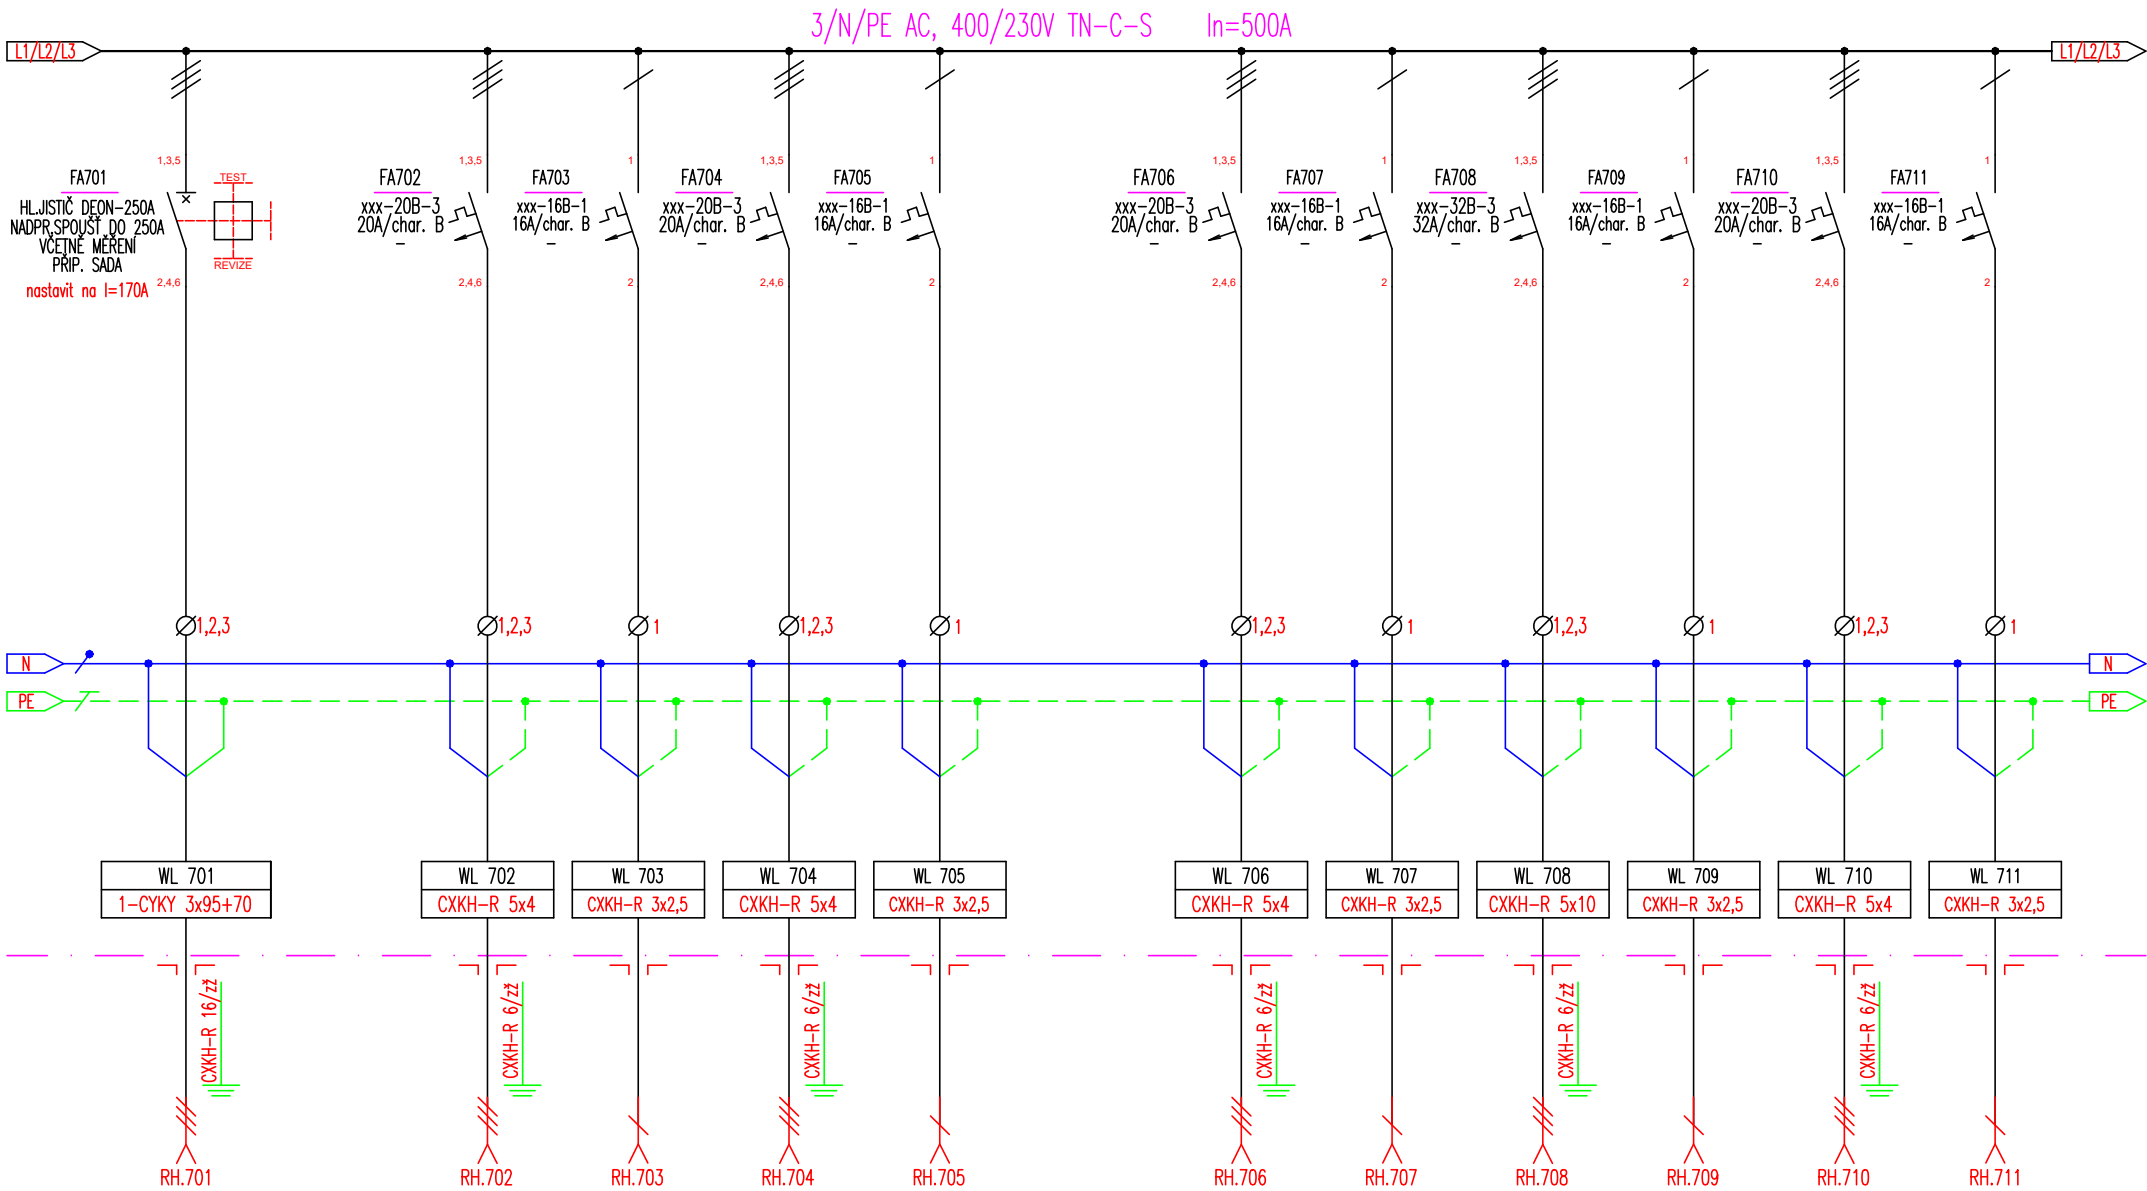 3/N/PE AC, 400/230V TN-C-S In=500A
L1/L2/L3
L1/L2/L3
1,3,5
1,3,5
1
1,3,5
1
1,3,5
1
1,3,5
1
1,3,5
1
FA701
HL.JISTIČ DEON-250A
NADPR.SPOUŠŤ DO 250A
VČETNĚ MĚŘENÍ
PŘIP. SADA
nastavit na I=170A
TEST
REVIZE
FA702
xxx-20B-3
20A/char. B
-
FA703
xxx-16B-1
16A/char. B
-
FA704
xxx-20B-3
20A/char. B
-
FA705
xxx-16B-1
16A/char. B
-
FA706
xxx-20B-3
20A/char. B
-
FA707
xxx-16B-1
16A/char. B
-
FA708
xxx-32B-3
32A/char. B
-
FA709
xxx-16B-1
16A/char. B
-
FA710
xxx-20B-3
20A/char. B
-
FA711
xxx-16B-1
16A/char. B
-
2,4,6
2,4,6
2
2,4,6
2
2,4,6
2
2,4,6
2
2,4,6
2
1,2,3
1,2,3
1
1,2,3
1
1,2,3
1
1,2,3
1
1,2,3
1
N
N
PE
PE
WL 701
1-CYKY 3x95+70
WL 702
CXKH-R 5x4
WL 703
CXKH-R 3x2,5
WL 704
CXKH-R 5x4
WL 705
CXKH-R 3x2,5
WL 706
CXKH-R 5x4
WL 707
CXKH-R 3x2,5
WL 708
CXKH-R 5x10
WL 709
CXKH-R 3x2,5
WL 710
CXKH-R 5x4
WL 711
CXKH-R 3x2,5
CXKH-R 16/zž
CXKH-R 6/zž
CXKH-R 6/zž
CXKH-R 6/zž
CXKH-R 6/zž
CXKH-R 6/zž
RH.701
RH.702
RH.703
RH.704
RH.705
RH.706
RH.707
RH.708
RH.709
RH.710
RH.711